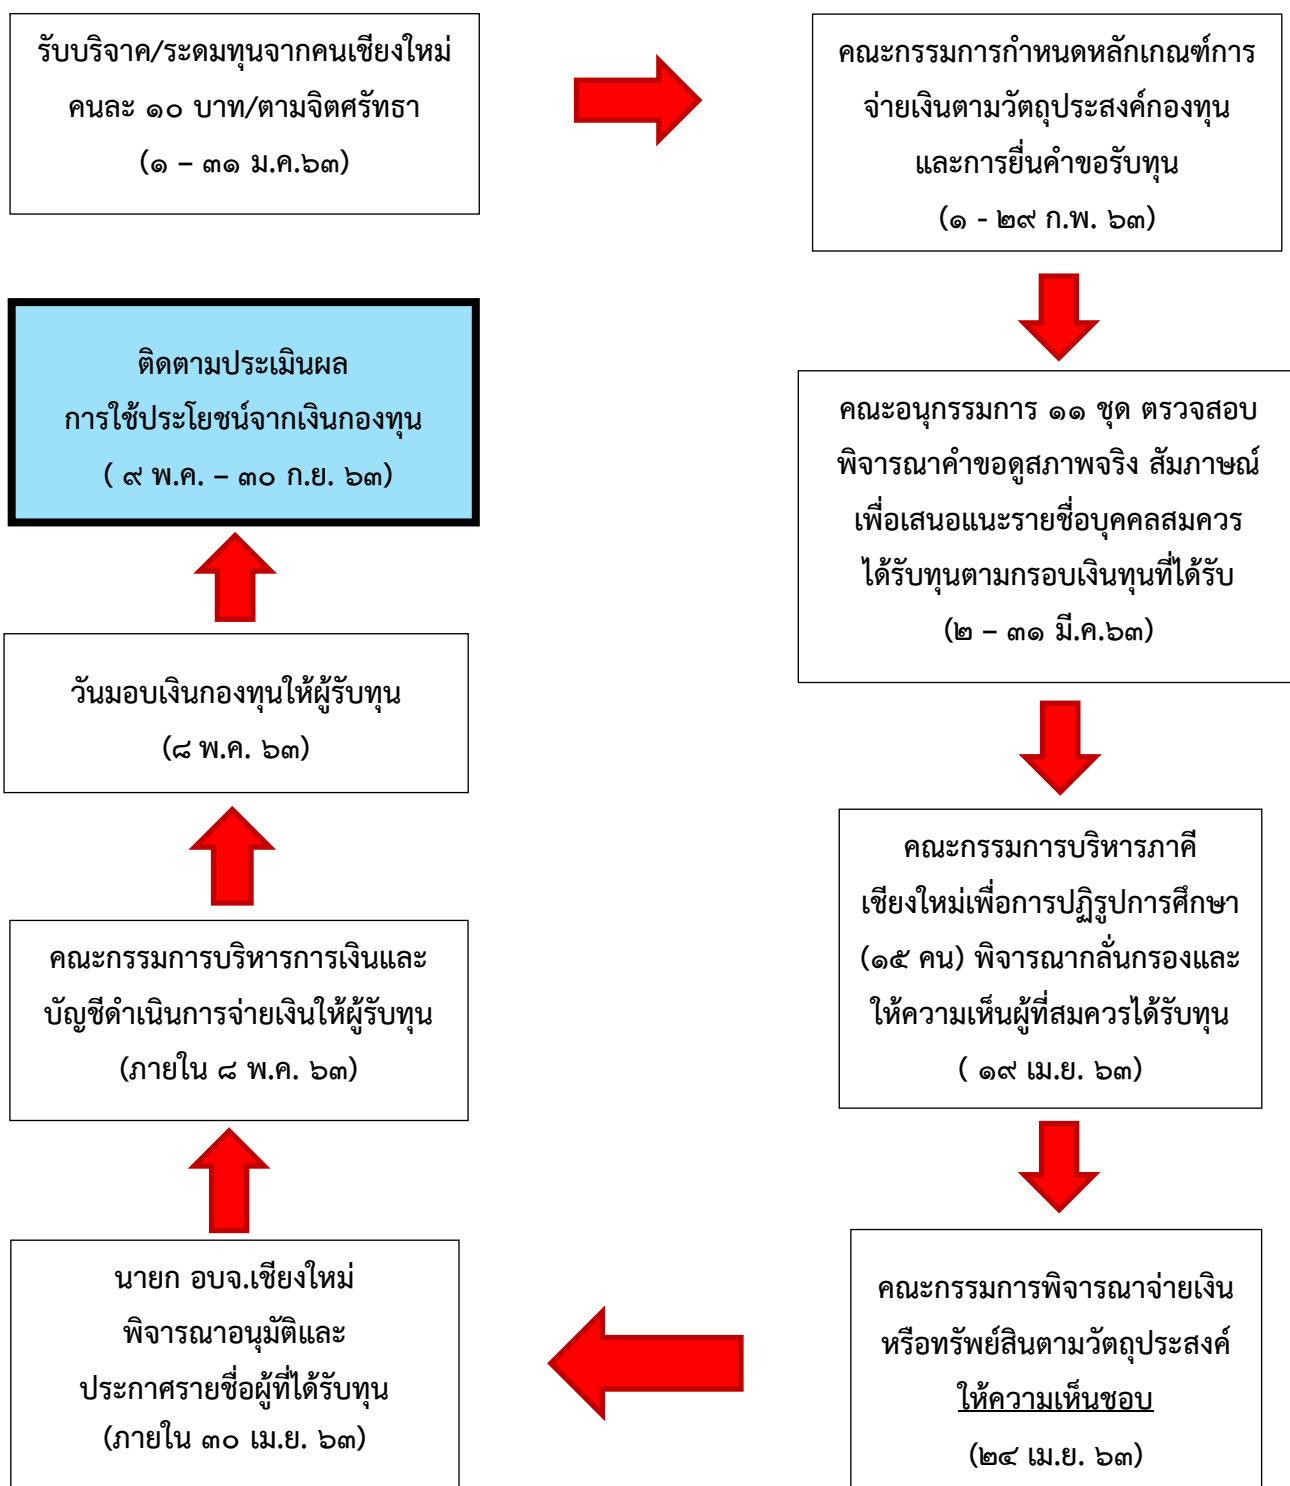 รับบริจาค/ระดมทุนจากคนเชียงใหม่
คนละ ๑๐ บาท/ตามจิตศรัทธา
(๑ – ๓๑ ม.ค.๖๓)
คณะกรรมการกำหนดหลักเกณฑ์การ
จ่ายเงินตามวัตถุประสงค์กองทุน
และการยื่นคำขอรับทุน
(๑ - ๒๙ ก.พ. ๖๓)
คณะอนุกรรมการ ๑๑ ชุด ตรวจสอบ
พิจารณาคำขอดูสภาพจริง สัมภาษณ์
เพื่อเสนอแนะรายชื่อบุคคลสมควร
ได้รับทุนตามกรอบเงินทุนที่ได้รับ
(๒ – ๓๑ มี.ค.๖๓)
คณะกรรมการบริหารภาคี
เชียงใหม่เพื่อการปฏิรูปการศึกษา
(๑๕ คน) พิจารณากลั่นกรองและ
ให้ความเห็นผู้ที่สมควรได้รับทุน
( ๑๙ เม.ย. ๖๓)
คณะกรรมการพิจารณาจ่ายเงิน
หรือทรัพย์สินตามวัตถุประสงค์
ให้ความเห็นชอบ
(๒๔ เม.ย. ๖๓)
นายก อบจ.เชียงใหม่
พิจารณาอนุมัติและ
ประกาศรายชื่อผู้ที่ได้รับทุน
(ภายใน ๓๐ เม.ย. ๖๓)
คณะกรรมการบริหารการเงินและ
บัญชีดำเนินการจ่ายเงินให้ผู้รับทุน
(ภายใน ๘ พ.ค. ๖๓)
วันมอบเงินกองทุนให้ผู้รับทุน
(๘ พ.ค. ๖๓)
ติดตามประเมินผล
การใช้ประโยชน์จากเงินกองทุน
( ๙ พ.ค. – ๓๐ ก.ย. ๖๓)